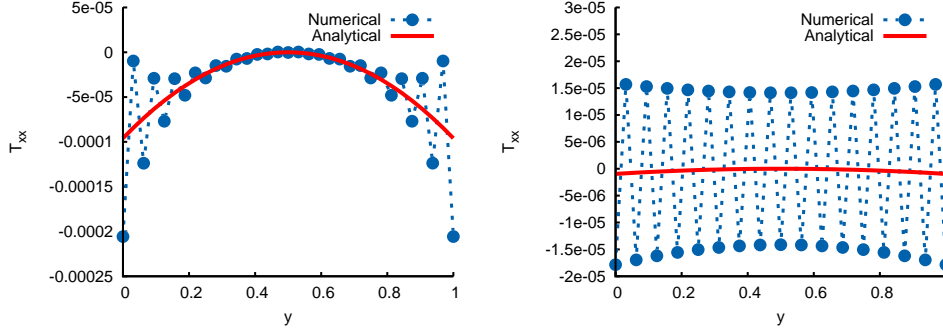 5e-05
0
-5e-05
-0.0001
-0.00015
-0.0002
-0.00025
0
0.2
0.4
0.6
0.8
1
T_xx
y
Numerical
Analytical
3e-05
2.5e-05
2e-05
1.5e-05
1e-05
5e-06
0
-5e-06
-1e-05
-1.5e-05
-2e-05
0
0.2
0.4
0.6
0.8
T_xx
y
Numerical
Analytical